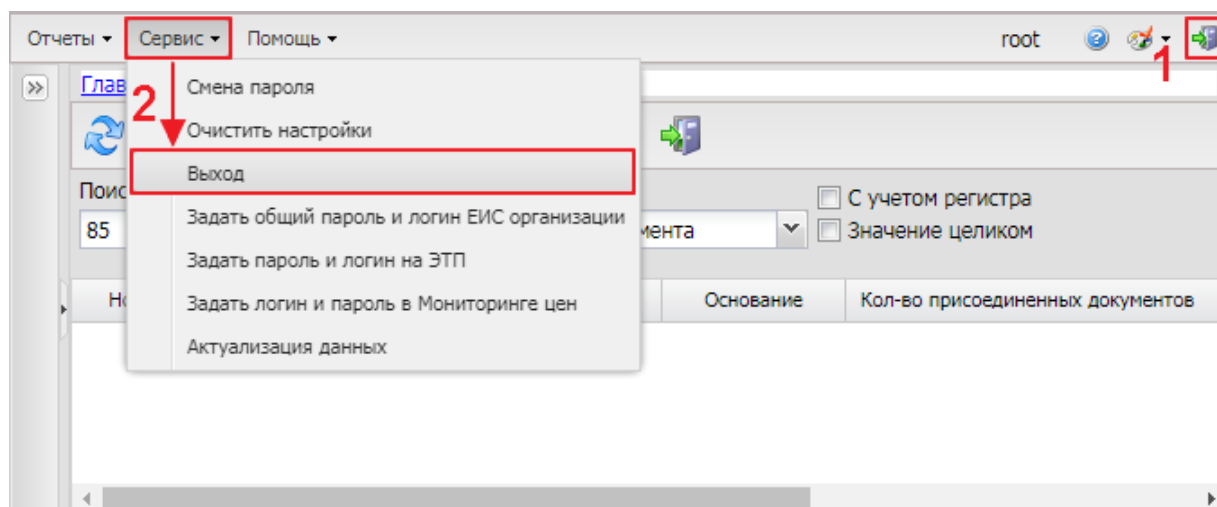 Отчеты Сервис Помощь root
1
Глав
2
Смена пароля
Очистить настройки
Выход
Поис
С учетом регистра
Задать общий пароль и логин ЕИС организации
85
мента
Значение целиком
Задать пароль и логин на ЭТП
Но
Задать логин и пароль в Мониторинге цен
Основание
Кол-во присоединенных документов
Актуализация данных